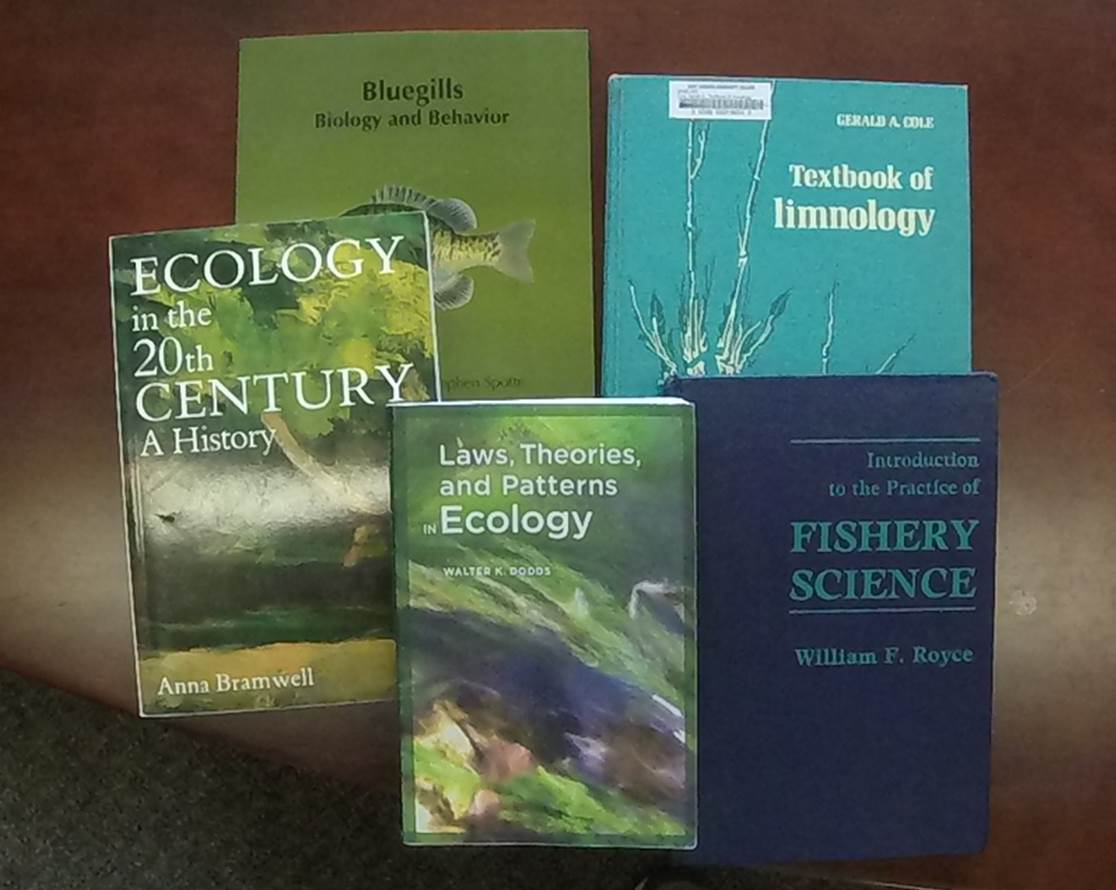 Bluegills
Biology and Behavior
GERALD A. COLE
Textbook of
limnology
ECOLOGY
in the
20th
CENTURY
A History
Anna Bramwell
Laws, Theories,
and Patterns
IN Ecology
WALTER K. DODDS
Introduction
to the Practice of
FISHERY
SCIENCE
William F. Royce